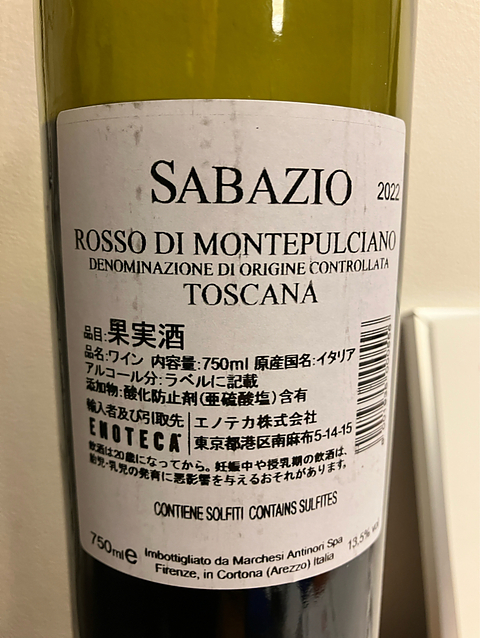 SABAZIO 2022
ROSSO DI MONTEPULCIANO
DENOMINAZIONE DI ORIGINE CONTROLLATA
TOSCANA
品目:果実酒
品名:ワイン 内容量:750ml 原産国名:イタリア
アルコール分:ラベルに記載
添加物:酸化防止剤(亜硫酸塩)含有
輸入者及び引取先 エノテカ株式会社
ENOTECA 東京都港区南麻布5-14-15
飲酒は20歳になってから。妊娠中や授乳期の飲酒は、
胎児・乳児の発育に悪影響を与えるおそれがあります。
CONTIENE SOLFITI CONTAINS SULFITES
750ml e Imbottigliato da Marchesi Antinori Spa 13,5% vol
Firenze, in Cortona (Arezzo) Italia